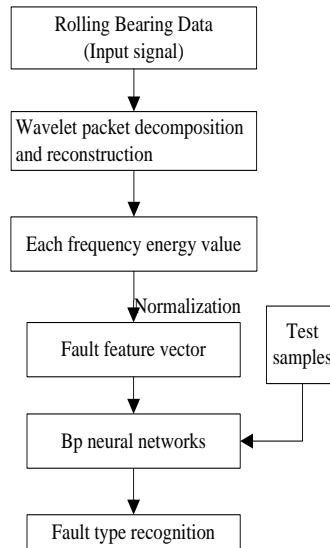 Rolling Bearing Data
(Input signal)
Wavelet packet decomposition
and reconstruction
Each frequency energy value
Normalization
Fault feature vector
Test
samples
Bp neural networks
Fault type recognition